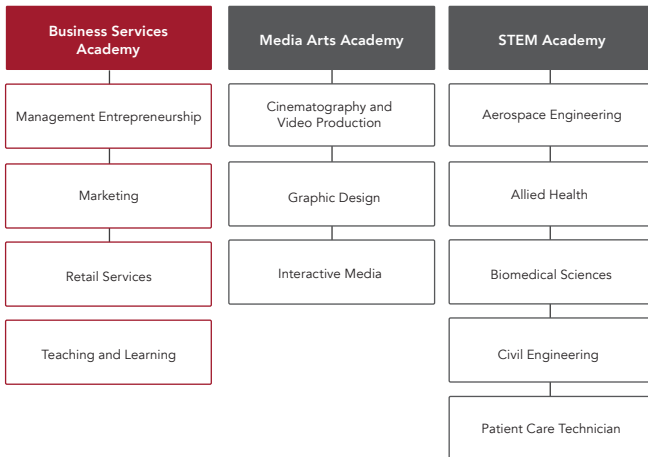 Business Services
Academy
Management Entrepreneurship
Marketing
Retail Services
Teaching and Learning
Media Arts Academy
Cinematography and
Video Production
Graphic Design
Interactive Media
STEM Academy
Aerospace Engineering
Allied Health
Biomedical Sciences
Civil Engineering
Patient Care Technician